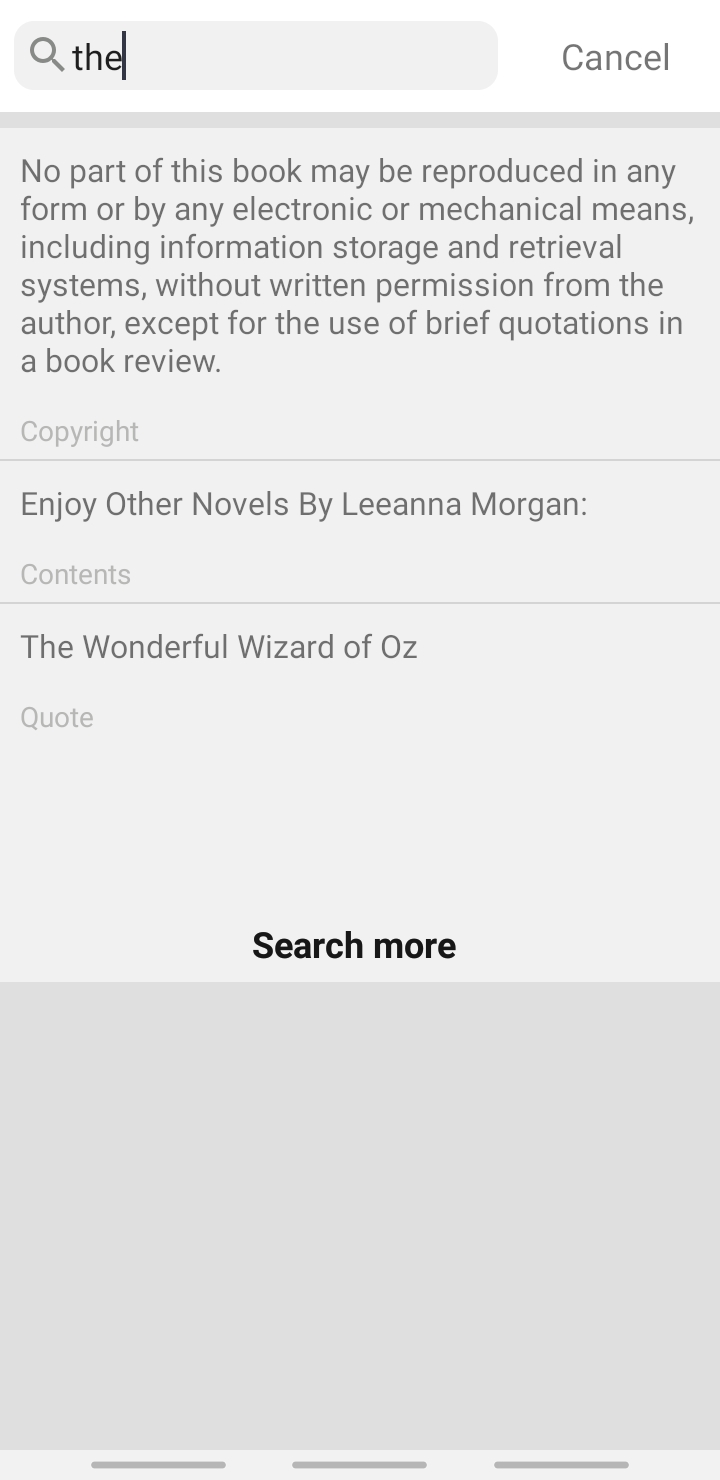 the
Cancel
No part of this book may be reproduced in any
form or by any electronic or mechanical means,
including information storage and retrieval
systems, without written permission from the
author, except for the use of brief quotations in
a book review.
Copyright
Enjoy Other Novels By Leeanna Morgan:
Contents
The Wonderful Wizard of Oz
Quote
Search more